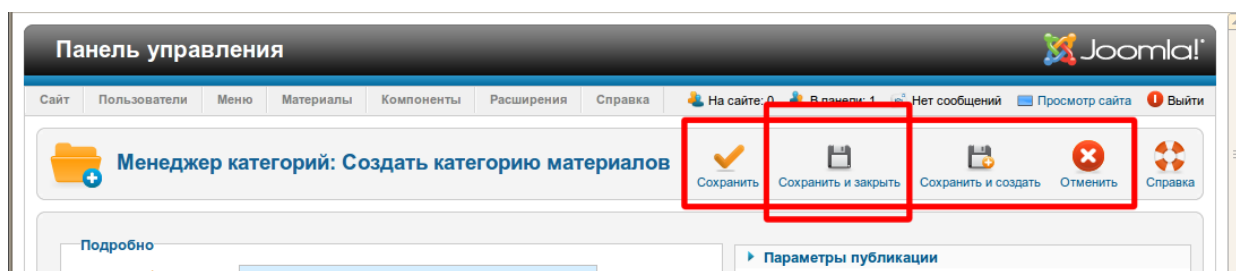 Панель управления
Joomla!
Сайт Пользователи Меню Материалы Компоненты Расширения Справка На сайте: 0 В панели: 1 Нет сообщений Просмотр сайта Выйти
Менеджер категорий: Создать категорию материалов
Сохранить Сохранить и закрыть Сохранить и создать Отменить Справка
Подробно
Параметры публикации